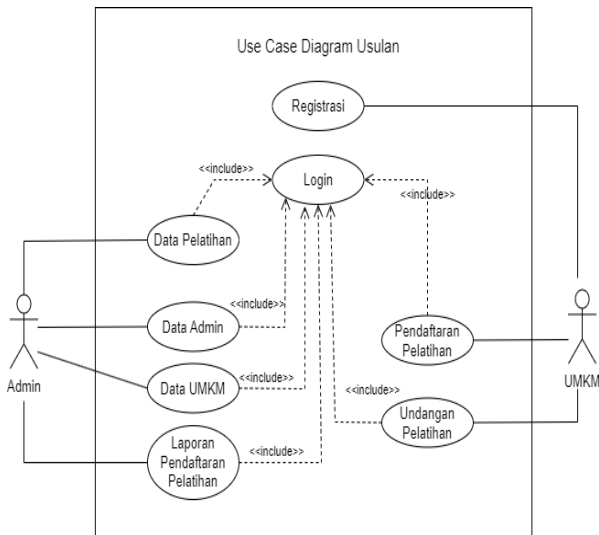 Use Case Diagram Usulan
Registrasi
<<include>>
Login
<<include>>
Data Pelatihan
<<include>>
Data Admin
Pendaftaran
Pelatihan
Admin
UMKM
Data UMKM
<<include>>
<<include>>
Undangan
Pelatihan
Laporan
Pendaftaran
Pelatihan
<<include>>